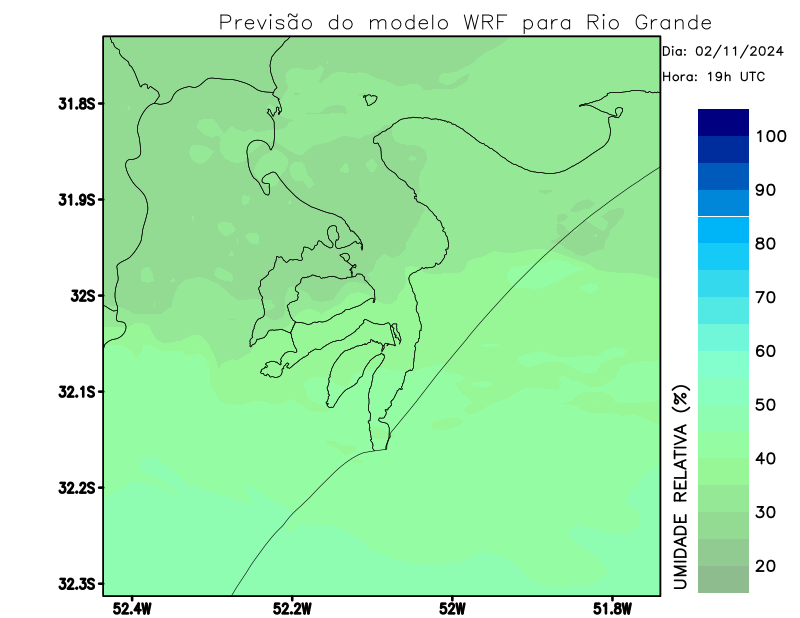 Previsão do modelo WRF para Rio Grande
Dia: 02/11/2024
Hora: 19h UTC
31.8S
31.9S
32S
32.1S
32.2S
32.3S
52.4W
52.2W
52W
51.8W
UMIDADE RELATIVA (%)
100
90
80
70
60
50
40
30
20